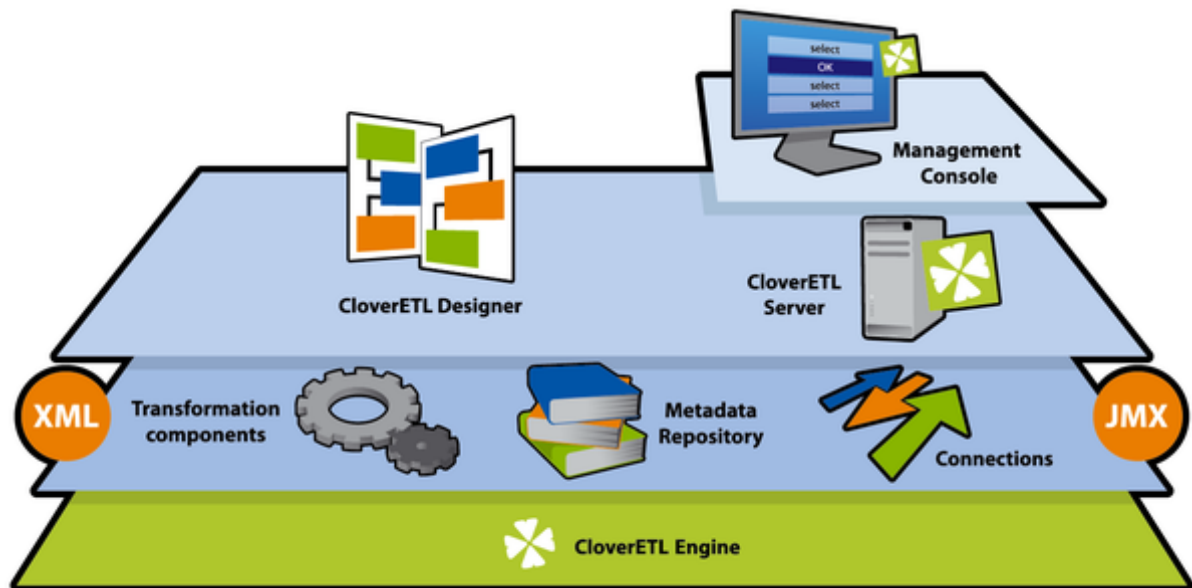 select
OK
select
select
Management
Console
CloverETL Designer
CloverETL
Server
XML
Transformation
components
Metadata
Repository
Connections
JMX
CloverETL Engine